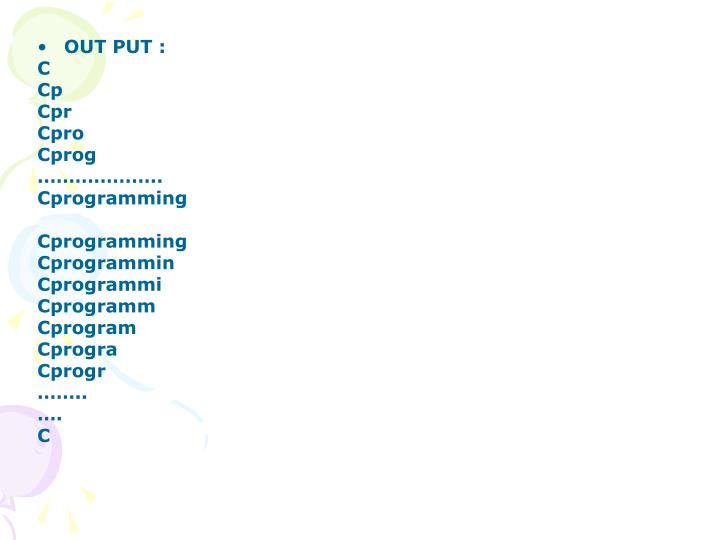 • OUT PUT :
C
Cp
Cpr
Cpro
Cprog
………………..
Cprogramming
Cprogramming
Cprogrammin
Cprogrammi
Cprogramm
Cprogram
Cprogra
Cprogr
……..
….
C